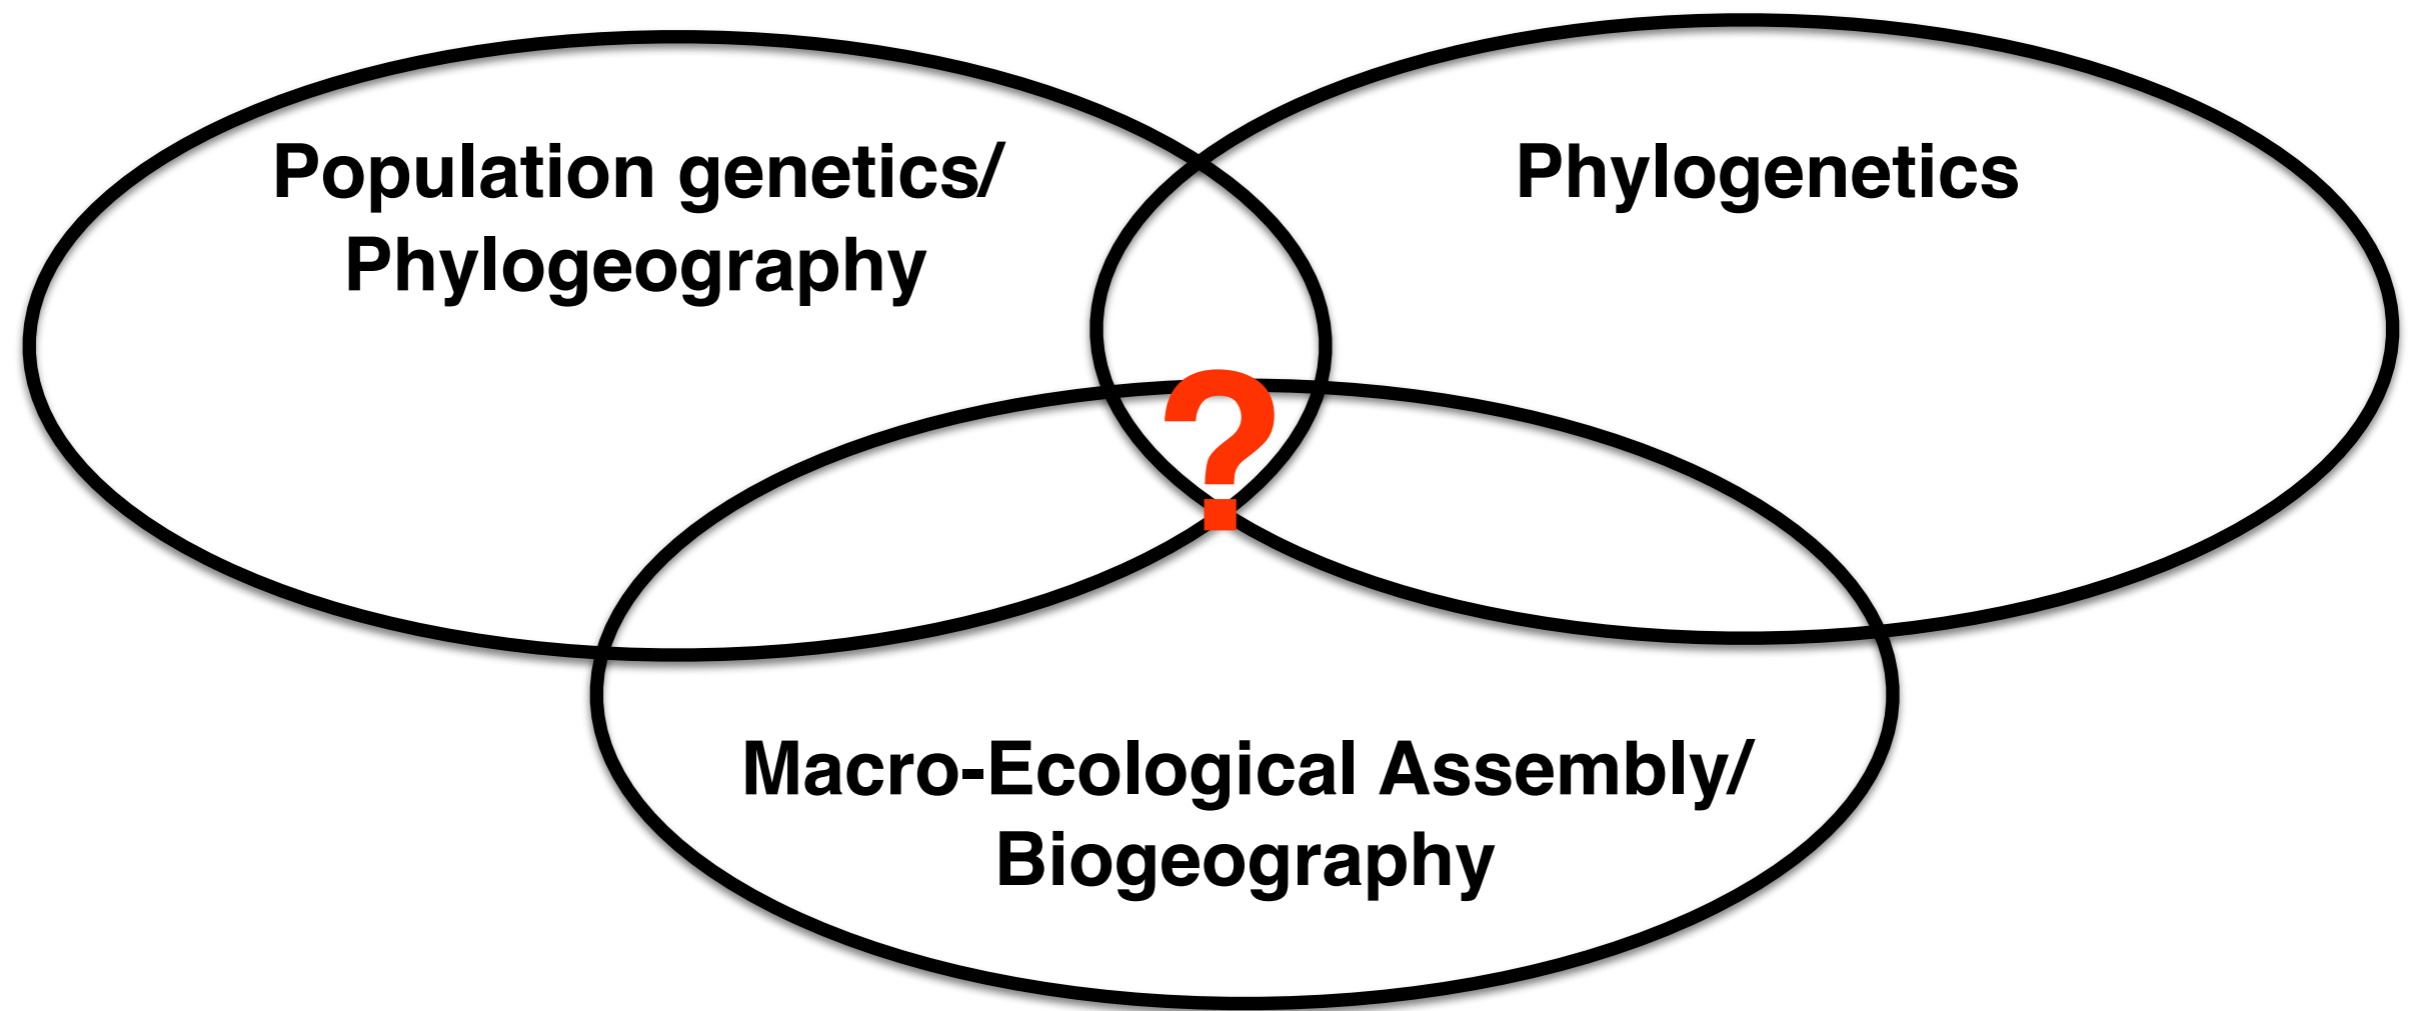 Population genetics/
Phylogeography
Phylogenetics
?
Macro-Ecological Assembly/
Biogeography